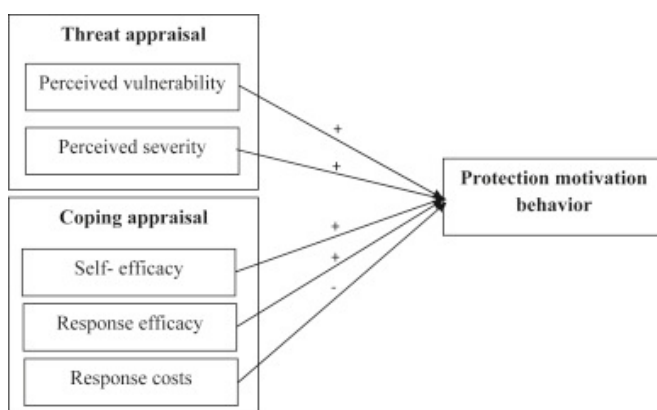 Threat appraisal
Perceived vulnerability
Perceived severity
+
+
Protection motivation
behavior
Coping appraisal
Self- efficacy
Response efficacy
Response costs
+
+
-